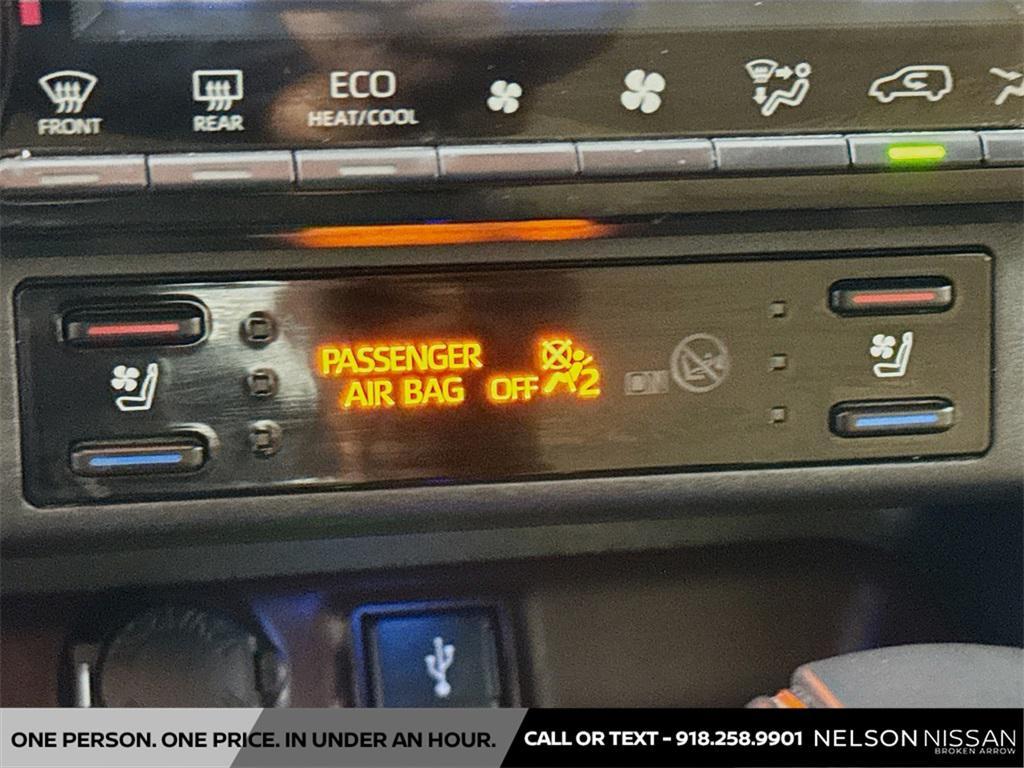 FRONT
REAR
ECO
HEAT/COOL
PASSENGER
AIR BAG OFF 2
ON
ONE PERSON. ONE PRICE. IN UNDER AN HOUR.
CALL OR TEXT - 918.258.9901
NELSON NISSAN
BROKEN ARROW